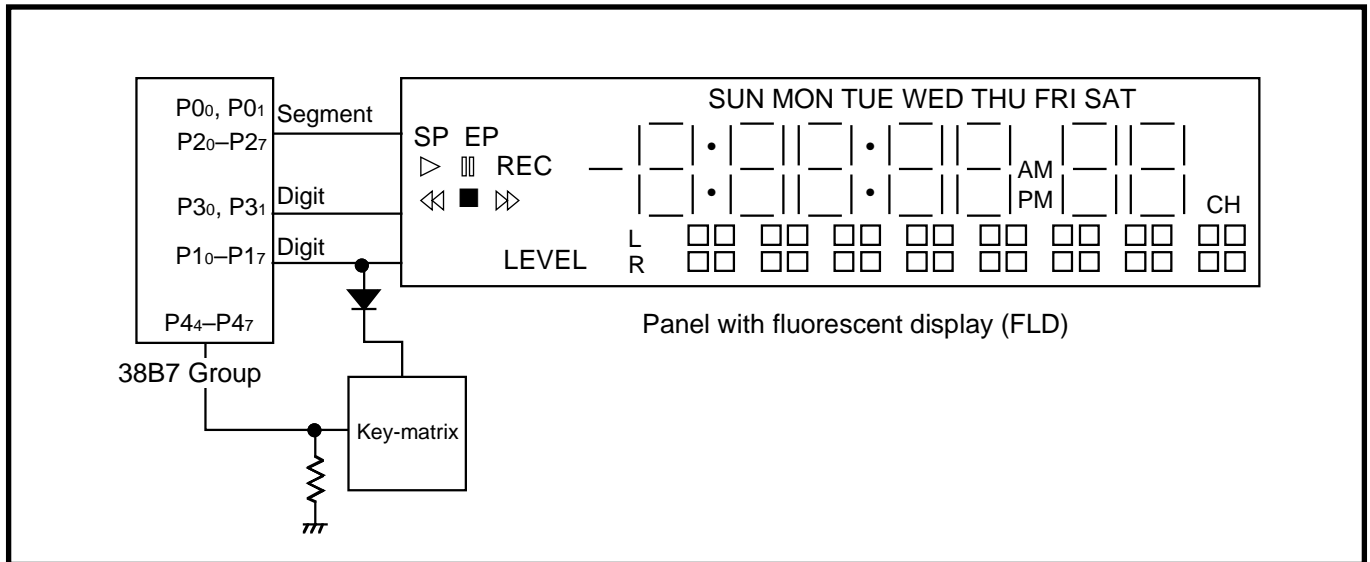 P00, P01
P20–P27
P30, P31
P10–P17
P44–P47
38B7 Group
Segment
Digit
Digit
Key-matrix
SUN MON TUE WED THU FRI SAT
SP EP
REC
AM
PM
CH
LEVEL
L
R
Panel with fluorescent display (FLD)